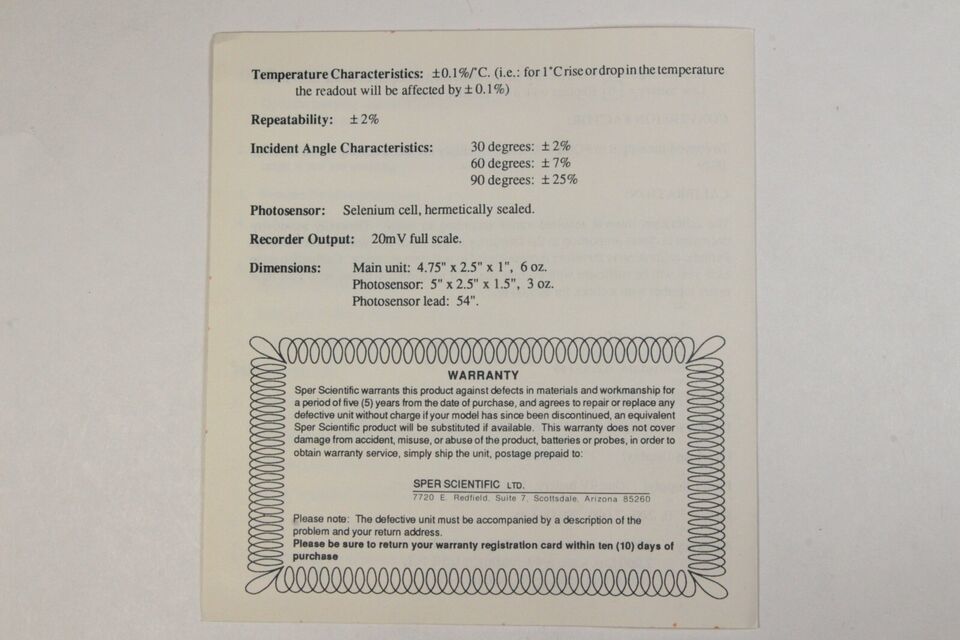 Temperature Characteristics: ±0.1%/°C. (i.e.: for 1°C rise or drop in the temperature
the readout will be affected by ± 0.1%)
Repeatability: ± 2%
Incident Angle Characteristics: 30 degrees: ± 2%
60 degrees: ± 7%
90 degrees: ± 25%
Photosensor: Selenium cell, hermetically sealed.
Recorder Output: 20mV full scale.
Dimensions: Main unit: 4.75" x 2.5" x 1", 6 oz.
Photosensor: 5" x 2.5" x 1.5", 3 oz.
Photosensor lead: 54".
WARRANTY
Sper Scientific warrants this product against defects in materials and workmanship for
a period of five (5) years from the date of purchase, and agrees to repair or replace any
defective unit without charge if your model has since been discontinued, an equivalent
Sper Scientific product will be substituted if available. This warranty does not cover
damage from accident, misuse, or abuse of the product, batteries or probes, in order to
obtain warranty service, simply ship the unit, postage prepaid to:
SPER SCIENTIFIC LTD.
7720 E. Redfield, Suite 7, Scottsdale, Arizona 85260
Please note: The defective unit must be accompanied by a description of the
problem and your return address.
Please be sure to return your warranty registration card within ten (10) days of
purchase